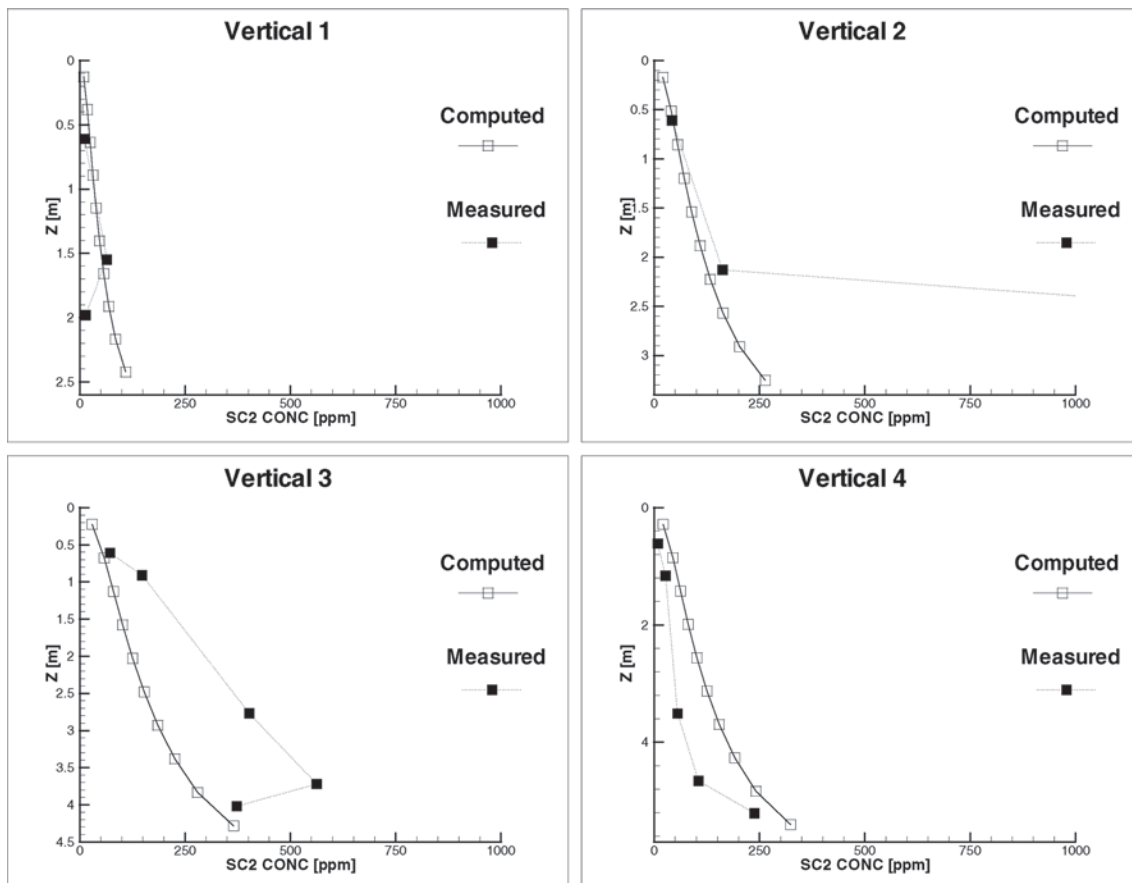 Vertical 1
0
0.5
1
1.5
2
2.5
Z [m]
0 250 500 750 1000
SC2 CONC [ppm]
Computed
Measured
Vertical 2
0
0.5
1
1.5
2
2.5
3
Z [m]
0 250 500 750 1000
SC2 CONC [ppm]
Computed
Measured
Vertical 3
0
0.5
1
1.5
2
2.5
3
3.5
4
4.5
Z [m]
0 250 500 750 1000
SC2 CONC [ppm]
Computed
Measured
Vertical 4
0
2
4
Z [m]
0 250 500 750 1000
SC2 CONC [ppm]
Computed
Measured